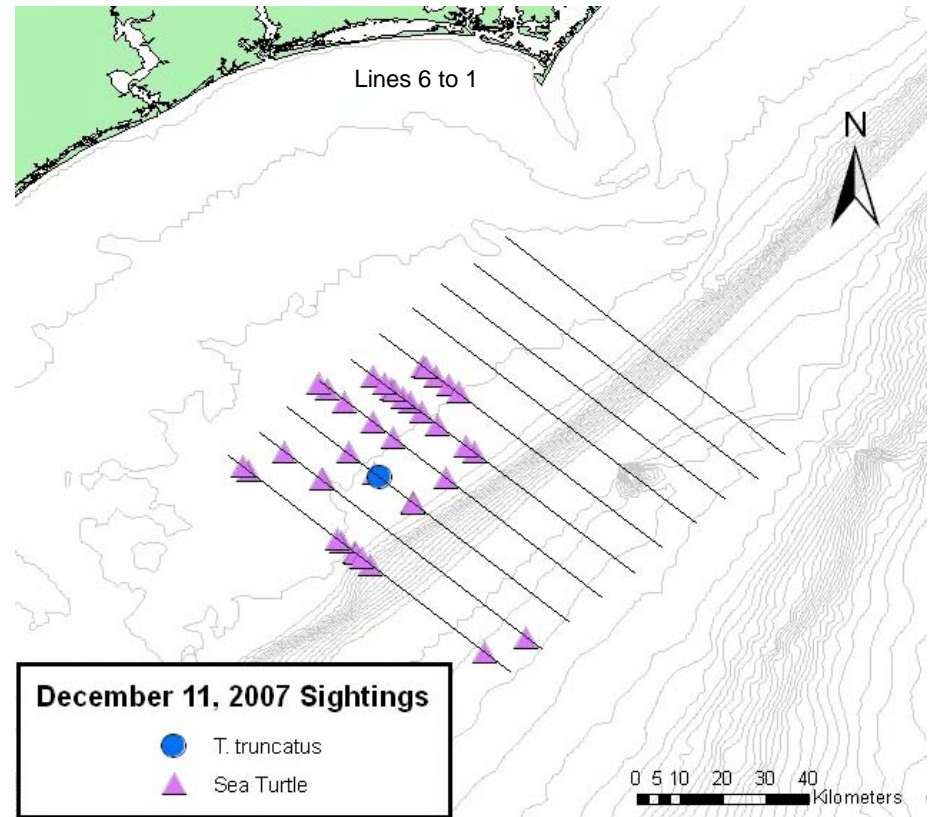 Lines 6 to 1
N
December 11, 2007 Sightings
T. truncatus
Sea Turtle
0 5 10 20 30 40
Kilometers